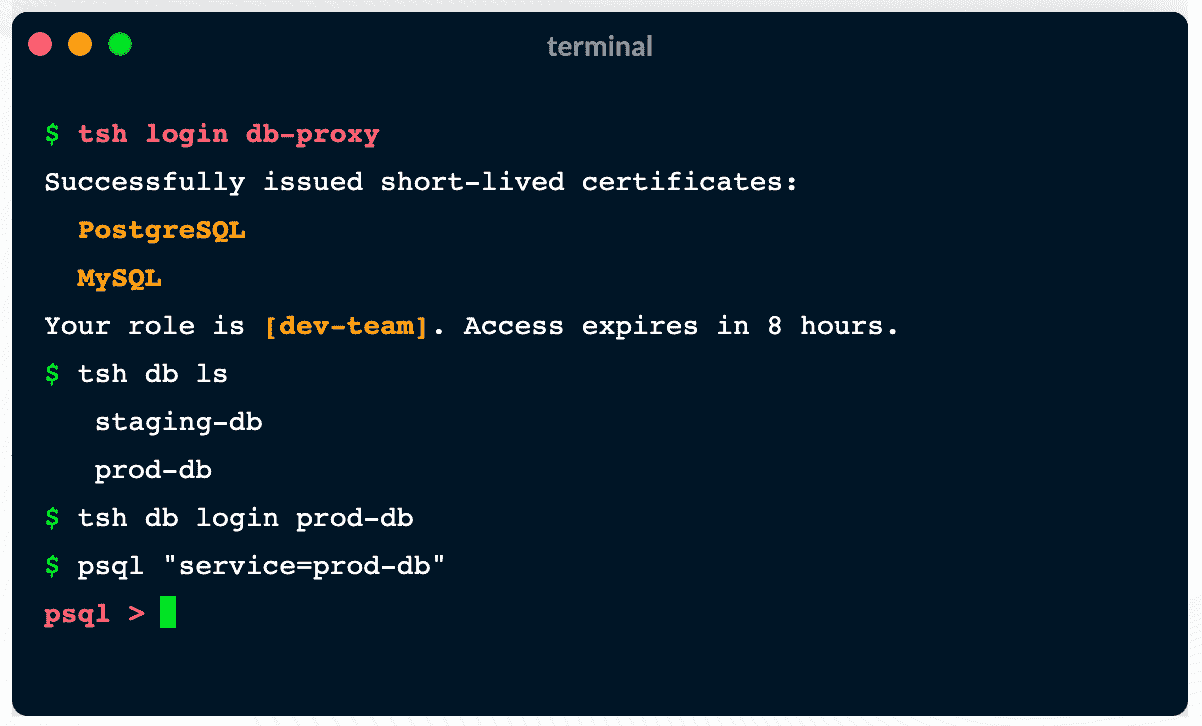 terminal
$ tsh login db-proxy
Successfully issued short-lived certificates:
PostgreSQL
MySQL
Your role is [dev-team]. Access expires in 8 hours.
$ tsh db ls
staging-db
prod-db
$ tsh db login prod-db
$ psql "service=prod-db"
psql >